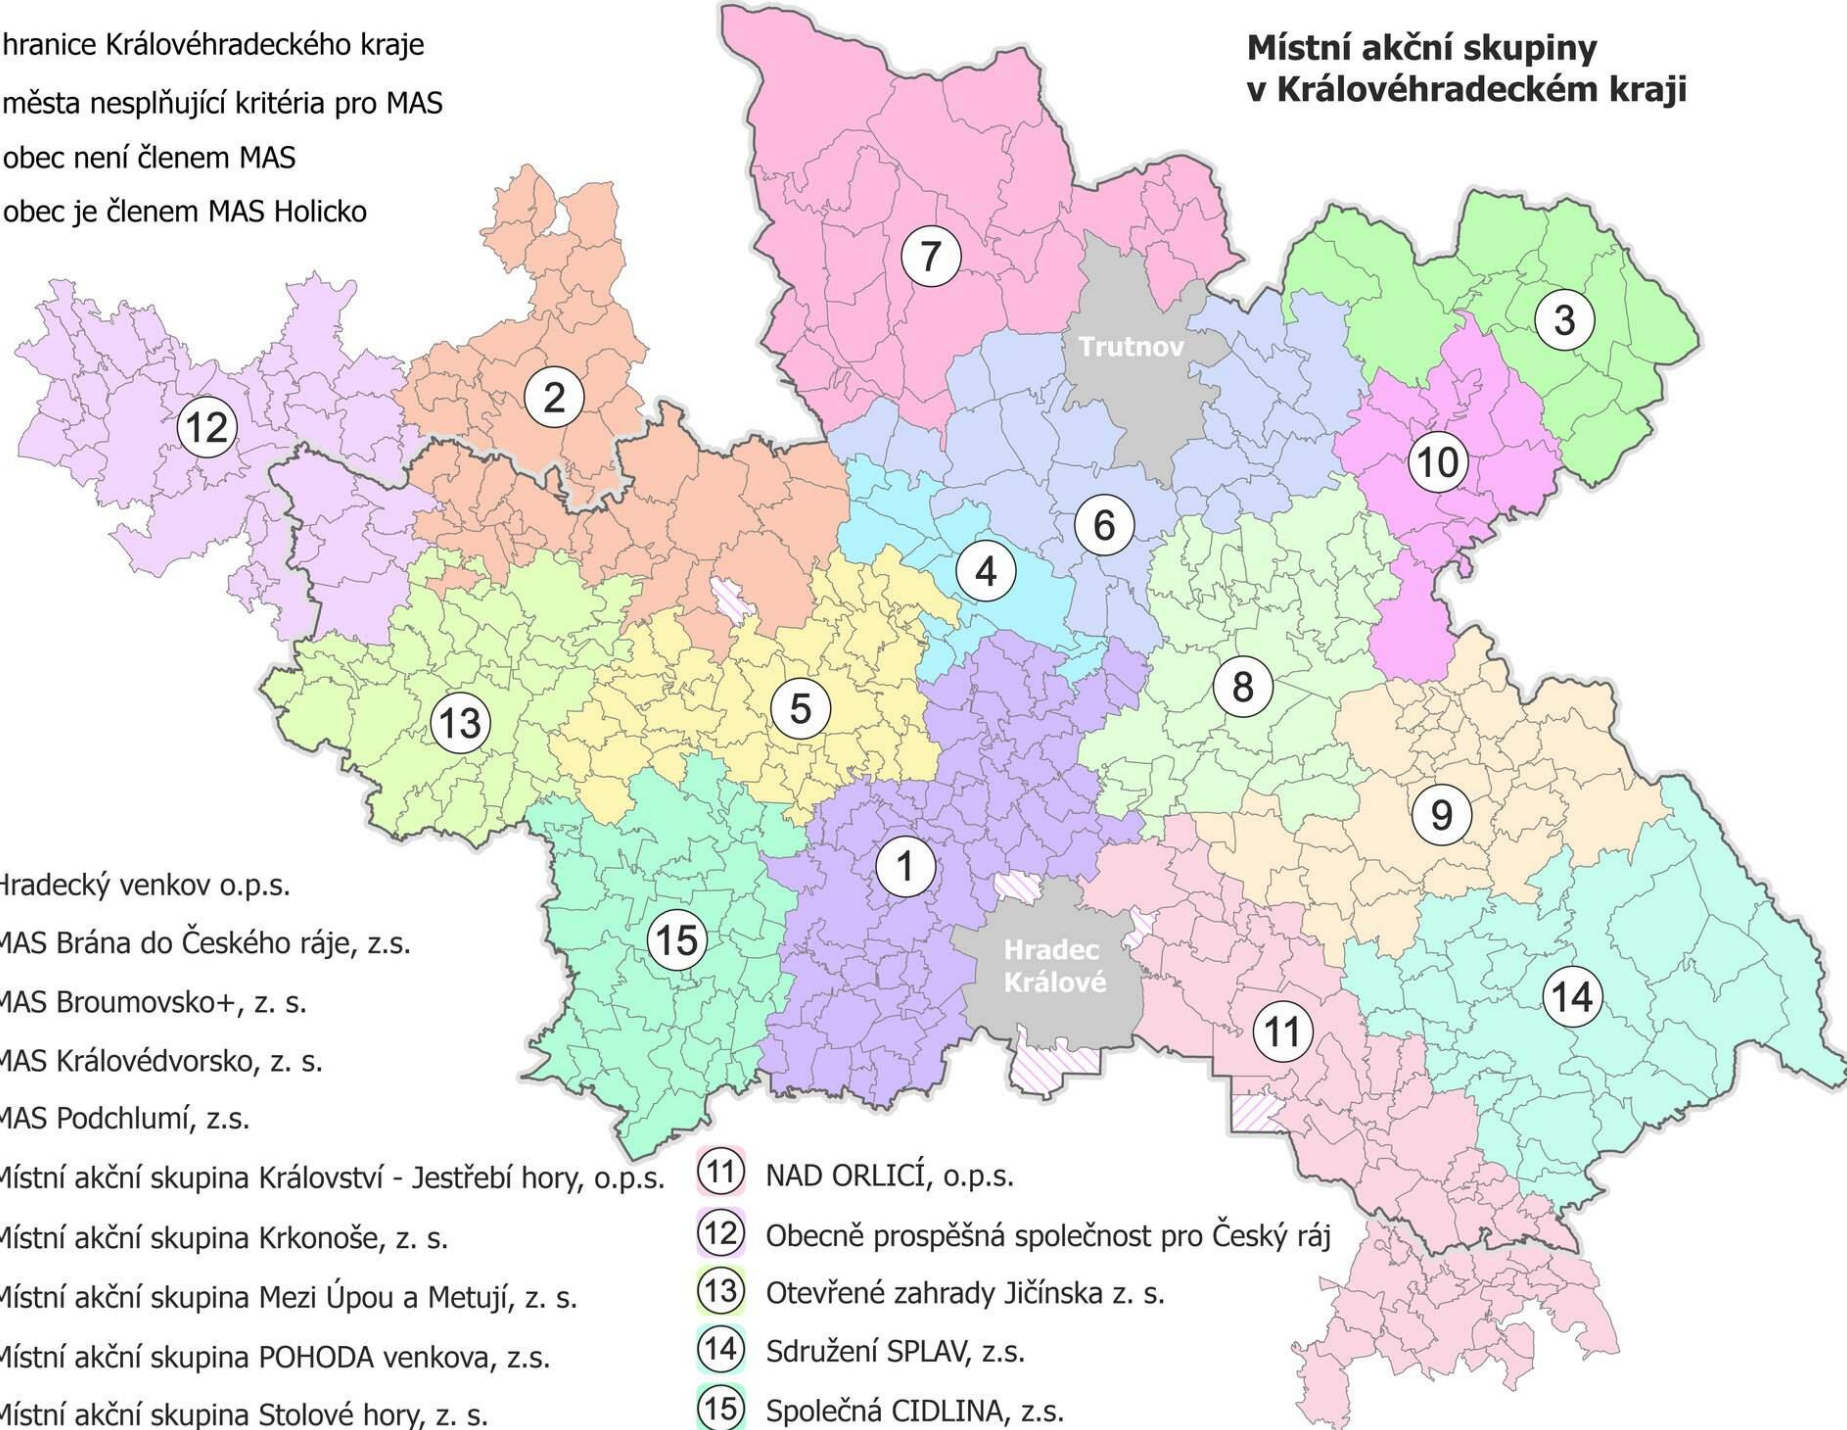 hranice Královéhradeckého kraje
města nesplňující kritéria pro MAS
obec není členem MAS
obec je členem MAS Holicko
Místní akční skupiny
v Královéhradeckém kraji
7
3
Trutnov
2
12
10
6
4
8
5
13
9
1
15
Hradec
Králové
14
11
Hradecký venkov o.p.s.
MAS Brána do Českého ráje, z.s.
MAS Broumovsko+, z. s.
MAS Královédvorsko, z. s.
MAS Podchlumí, z.s.
Místní akční skupina Království - Jestřebí hory, o.p.s.
Místní akční skupina Krkonoše, z. s.
Místní akční skupina Mezi Úpou a Metují, z. s.
Místní akční skupina POHODA venkova, z.s.
Místní akční skupina Stolové hory, z. s.
11 NAD ORLICÍ, o.p.s.
12 Obecně prospěšná společnost pro Český ráj
13 Otevřené zahrady Jičínska z. s.
14 Sdružení SPLAV, z.s.
15 Společná CIDLINA, z.s.